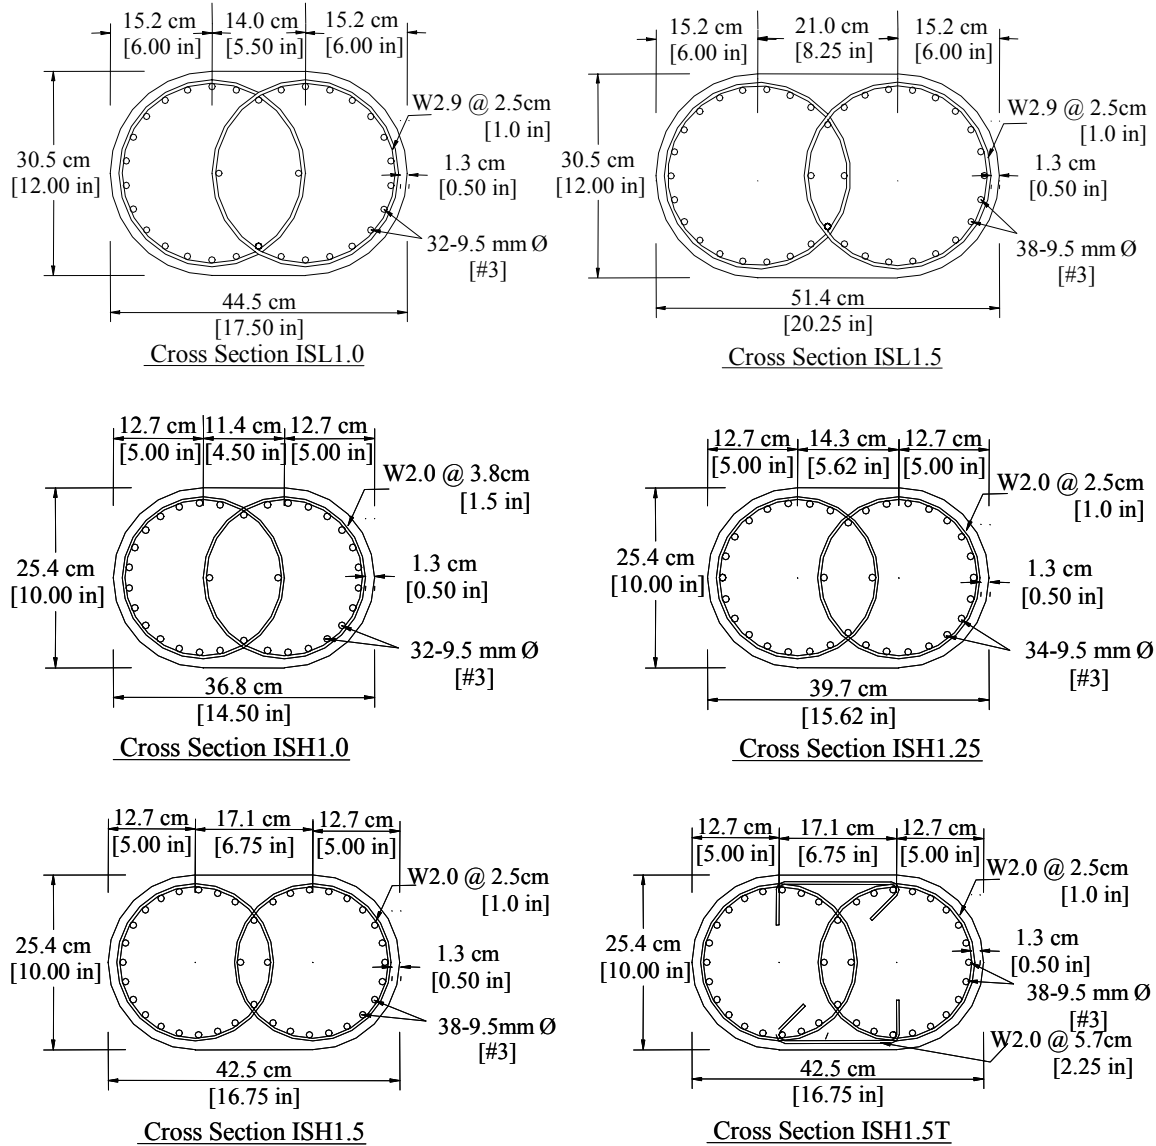 15.2 cm 14.0 cm 15.2 cm
[6.00 in] [5.50 in] [6.00 in]
W2.9 @ 2.5cm
[1.0 in]
30.5 cm
[12.00 in]
1.3 cm
[0.50 in]
32-9.5 mm Ø
[#3]
44.5 cm
[17.50 in]
Cross Section ISL1.0
15.2 cm 21.0 cm 15.2 cm
[6.00 in] [8.25 in] [6.00 in]
W2.9 @ 2.5cm
[1.0 in]
30.5 cm
[12.00 in]
1.3 cm
[0.50 in]
38-9.5 mm Ø
[#3]
51.4 cm
[20.25 in]
Cross Section ISL1.5
12.7 cm 11.4 cm 12.7 cm
[5.00 in] [4.50 in] [5.00 in]
W2.0 @ 3.8cm
[1.5 in]
25.4 cm
[10.00 in]
1.3 cm
[0.50 in]
32-9.5 mm Ø
[#3]
36.8 cm
[14.50 in]
Cross Section ISH1.0
12.7 cm 14.3 cm 12.7 cm
[5.00 in] [5.62 in] [5.00 in]
W2.0 @ 2.5cm
[1.0 in]
25.4 cm
[10.00 in]
1.3 cm
[0.50 in]
34-9.5 mm Ø
[#3]
39.7 cm
[15.62 in]
Cross Section ISH1.25
12.7 cm 17.1 cm 12.7 cm
[5.00 in] [6.75 in] [5.00 in]
W2.0 @ 2.5cm
[1.0 in]
25.4 cm
[10.00 in]
1.3 cm
[0.50 in]
38-9.5mm Ø
[#3]
42.5 cm
[16.75 in]
Cross Section ISH1.5
12.7 cm 17.1 cm 12.7 cm
[5.00 in] [6.75 in] [5.00 in]
W2.0 @ 2.5cm
[1.0 in]
25.4 cm
[10.00 in]
1.3 cm
[0.50 in]
38-9.5 mm Ø
[#3]
W2.0 @ 5.7cm
[2.25 in]
42.5 cm
[16.75 in]
Cross Section ISH1.5T